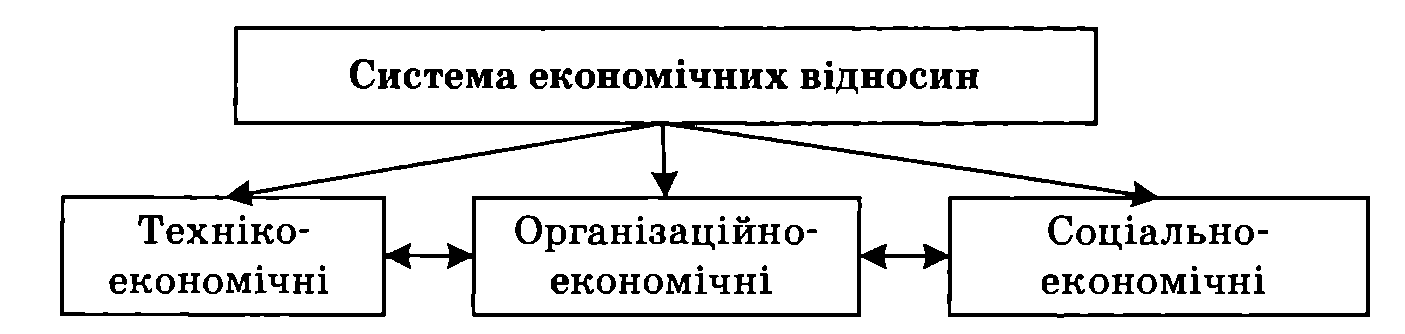 Система економічних відносин
Техніко-
економічні
Організаційно-
економічні
Соціально-
економічні